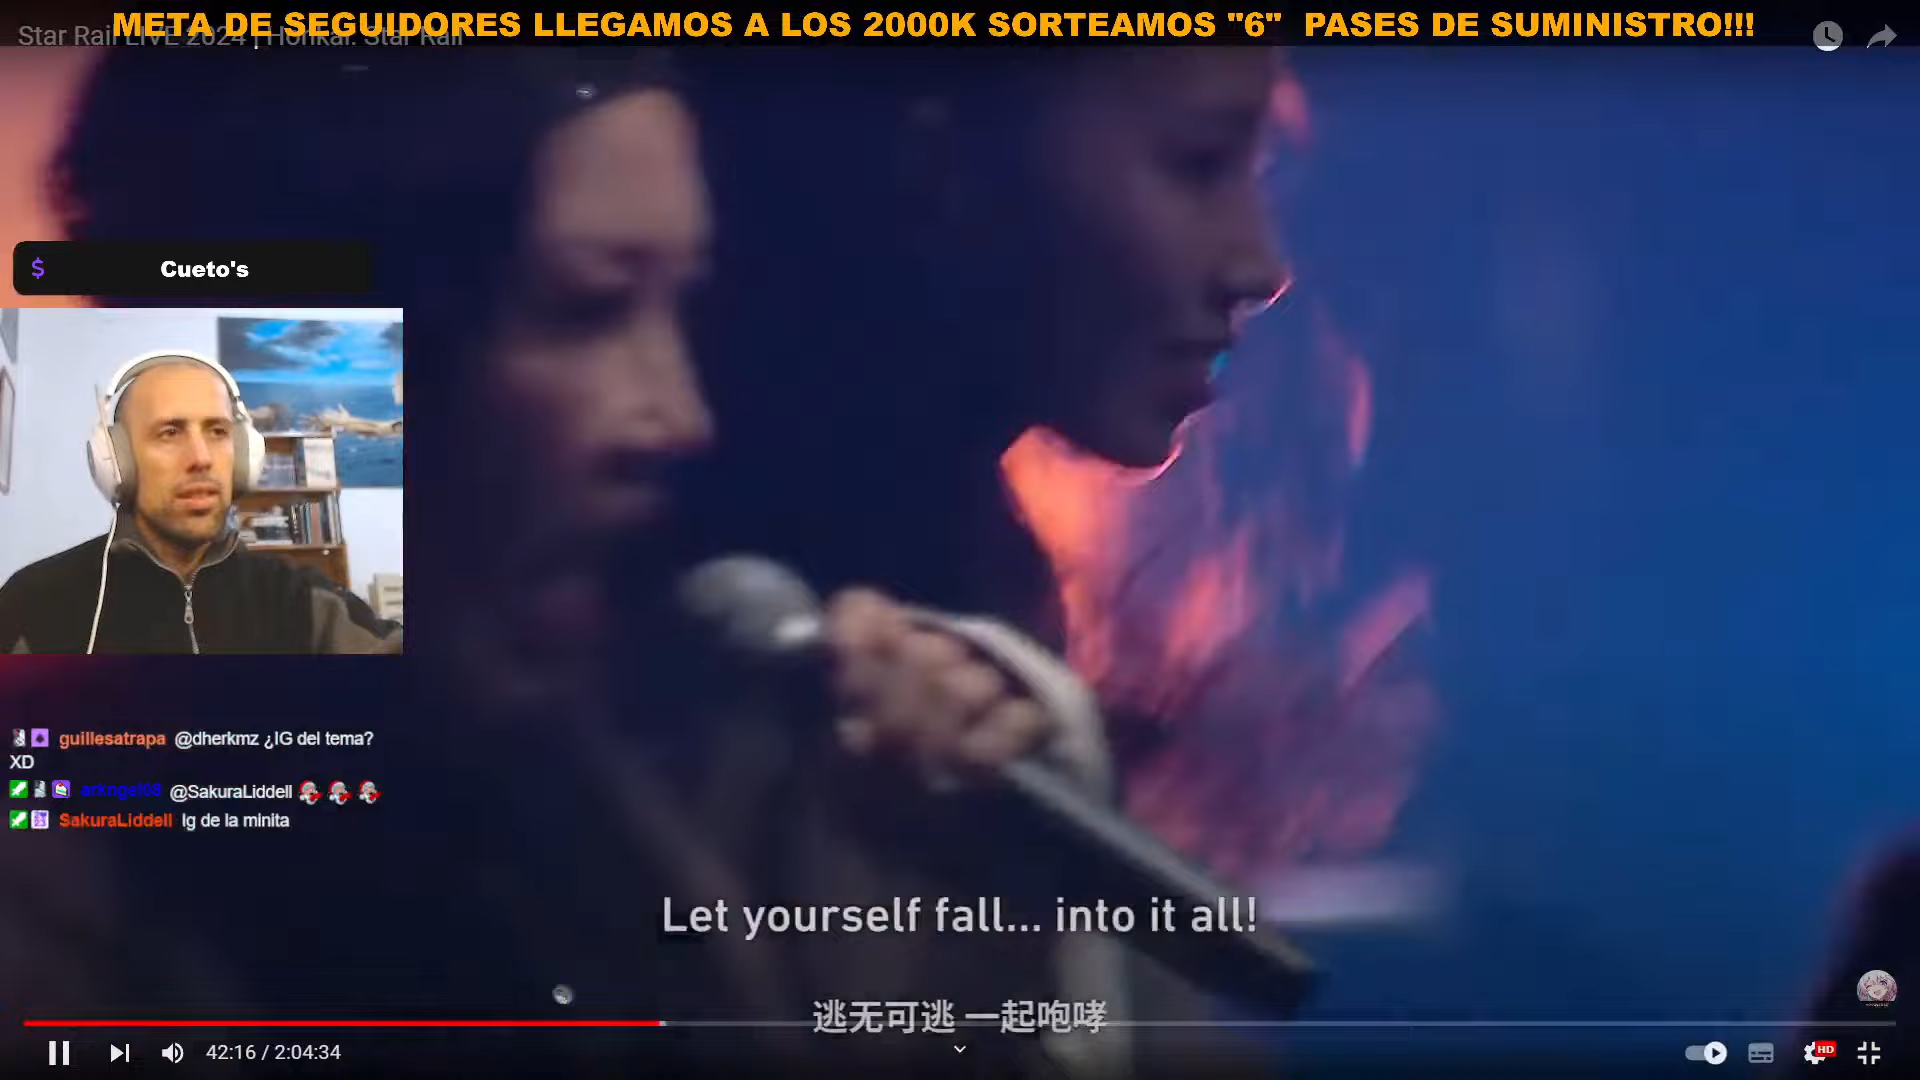 META DE SEGUIDORES LLEGAMOS A LOS 2000K SORTEAMOS "6" PASES DE SUMINISTRO!!!
Star Rail LIVE 2024 | Honkai: Star Rail
$ Cueto's
guillesatrapa @dherkmz ¿IG del tema?
XD
arkngel08 @SakuraLiddell
SakuraLiddell Ig de la minita
Let yourself fall... into it all!
逃无可逃 一起咆哮
42:16 / 2:04:34
HD